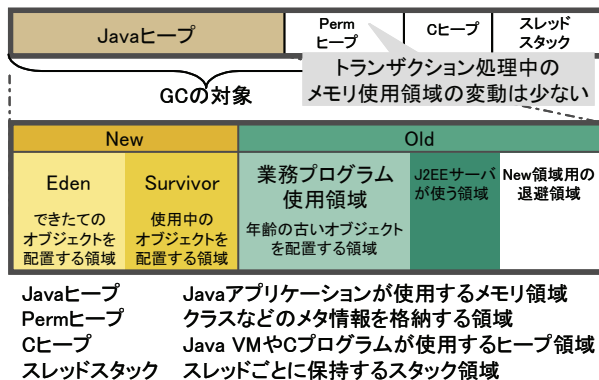 Javaヒープ
Perm
ヒープ
Cヒープ
スレッド
スタック
トランザクション処理中の
メモリ使用領域の変動は少ない
GCの対象
New
Old
Eden
できたての
オブジェクトを
配置する領域
Survivor
使用中の
オブジェクトを
配置する領域
業務プログラム
使用領域
年齢の古いオブジェクト
を配置する領域
J2EEサーバ
が使う領域
New領域用の
退避領域
Javaヒープ Javaアプリケーションが使用するメモリ領域
Permヒープ クラスなどのメタ情報を格納する領域
Cヒープ Java VMやCプログラムが使用するヒープ領域
スレッドスタック スレッドごとに保持するスタック領域